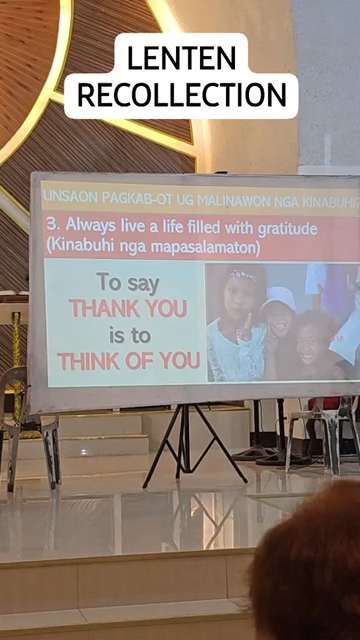 LENTEN
RECOLLECTION
UNSAON PAGKAB-OT UG MALINAWON NGA KINABUHI?
3. Always live a life filled with gratitude
(Kinabuhi nga mapasalamaton)
To say
THANK YOU
is to
THINK OF YOU